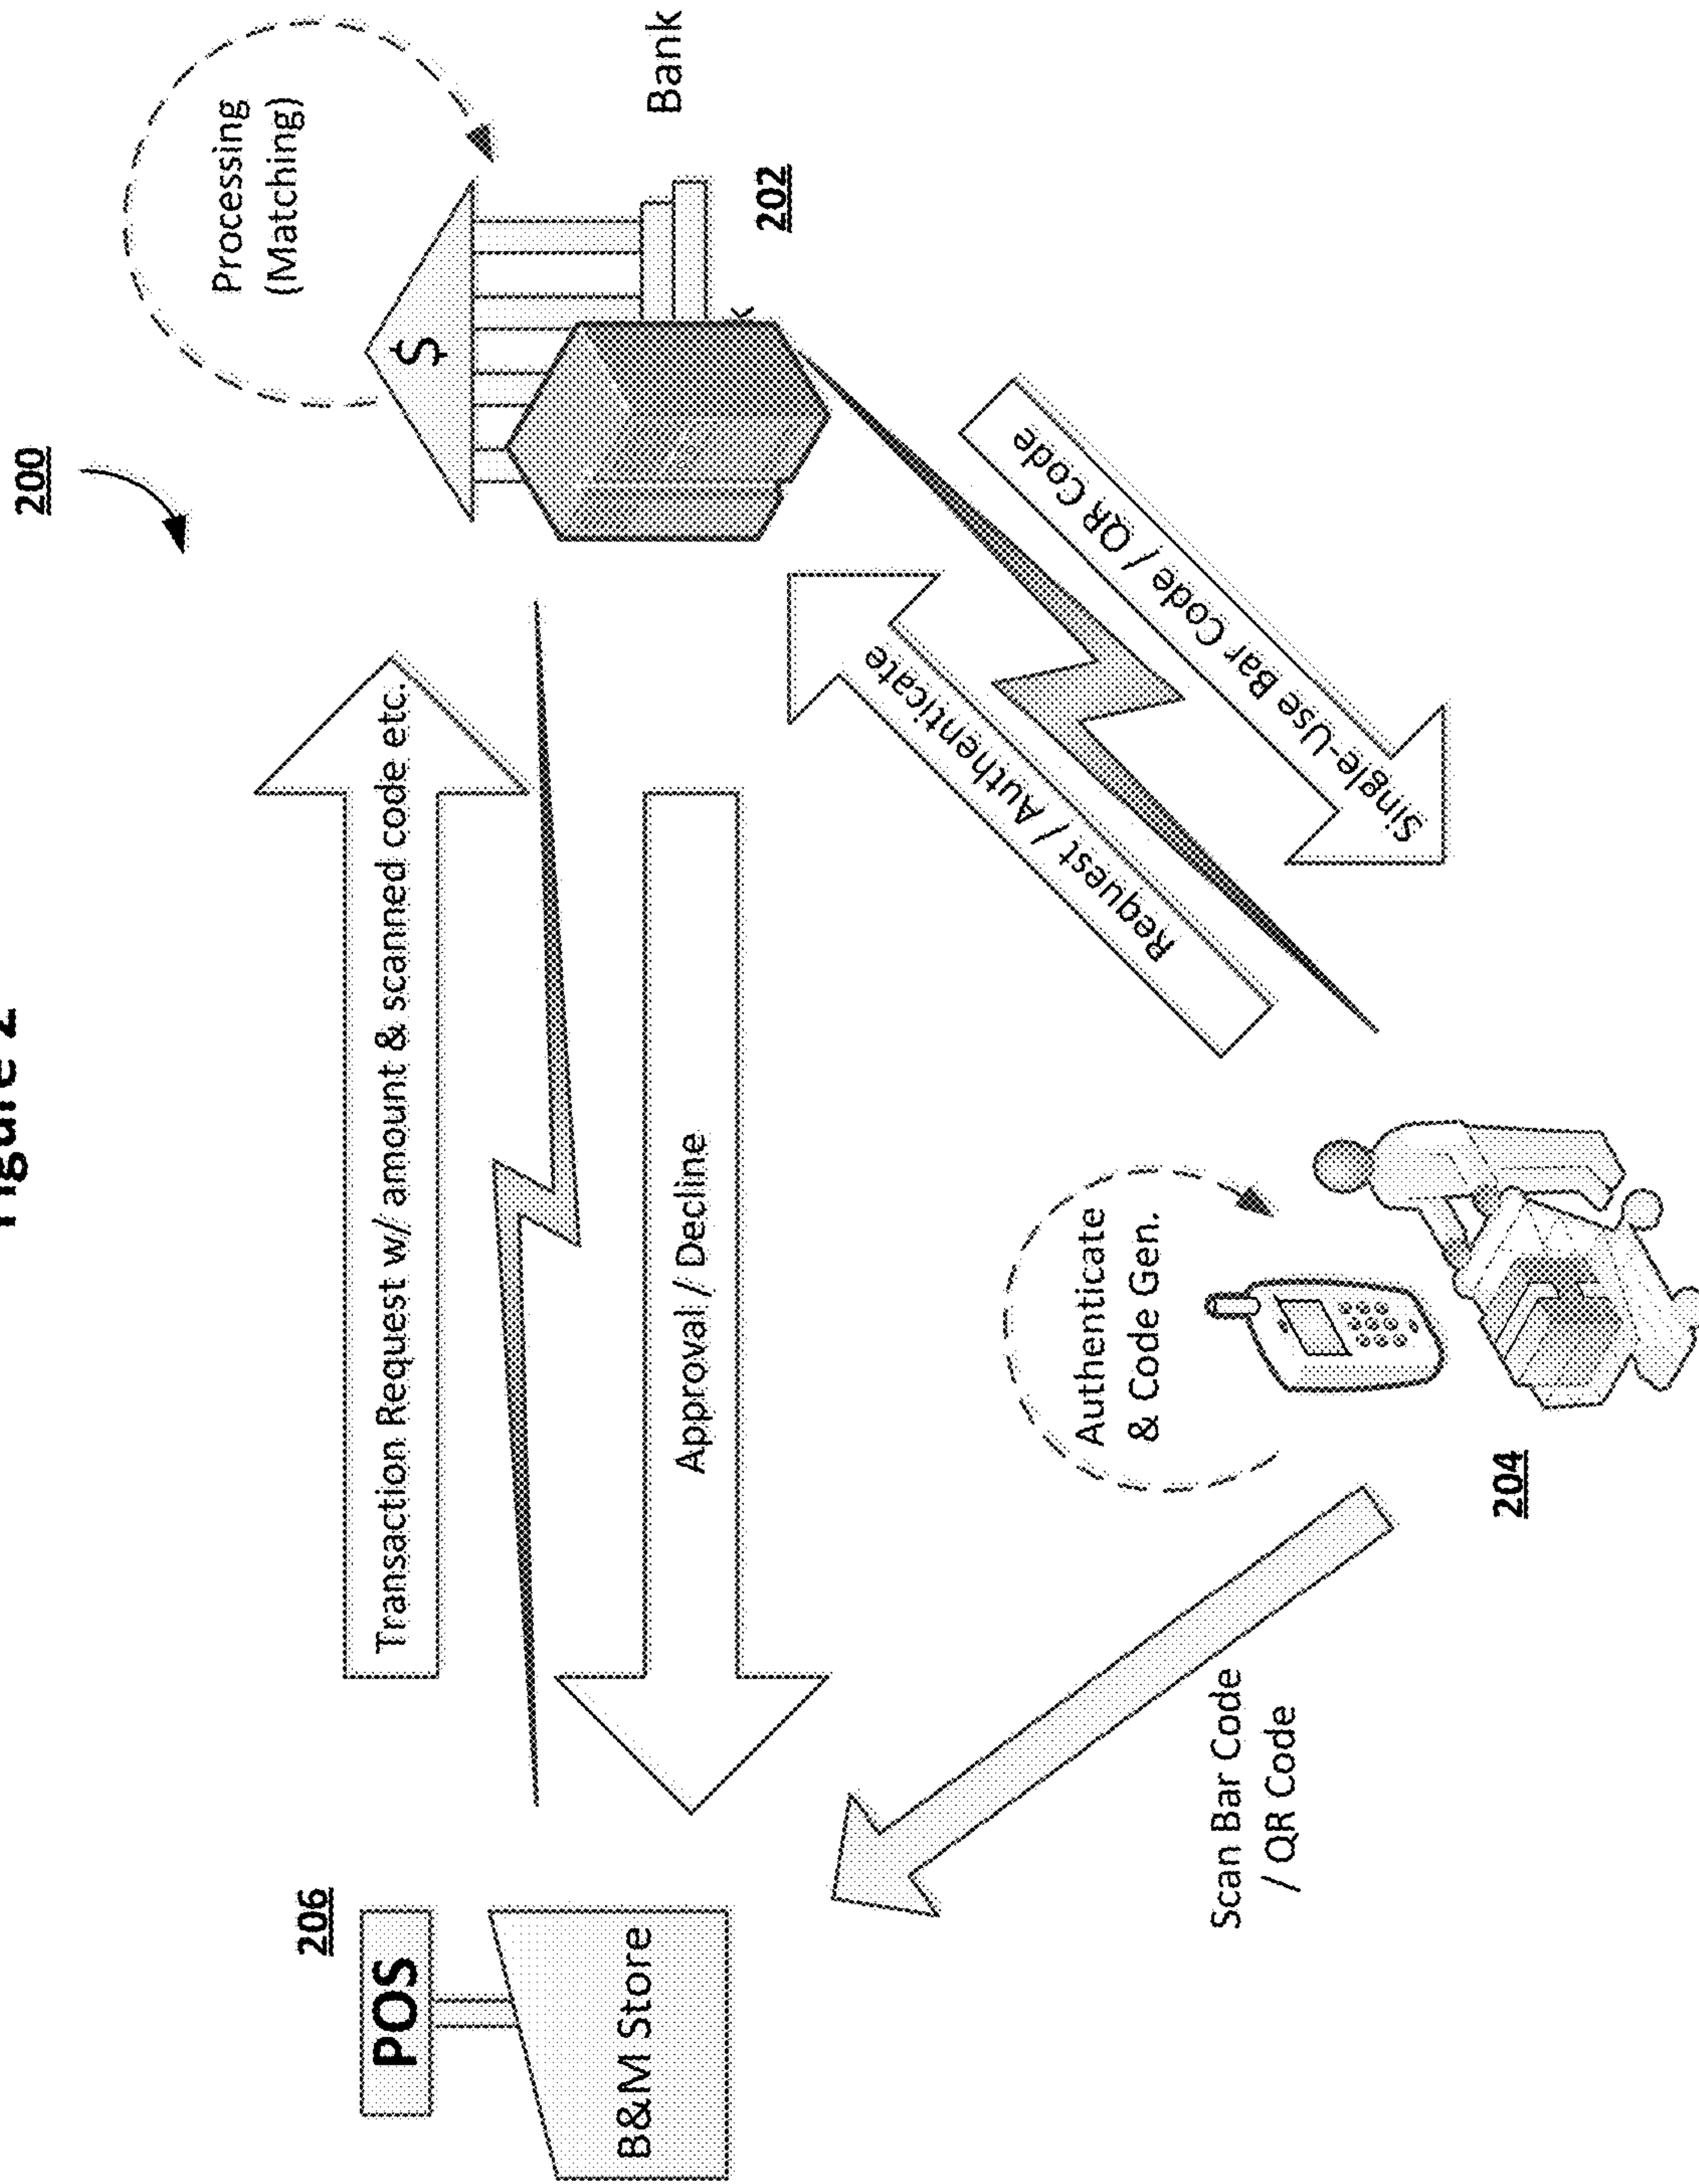 Figure 2
200
Processing
(Matching)
$
Bank
k
202
Transaction Request w/ amount & scanned code etc.
Approval / Decline
206
POS
B&M Store
Request / Authenticate
Single-Use Bar Code / QR Code
Authenticate
& Code Gen.
204
Scan Bar Code
/ QR Code